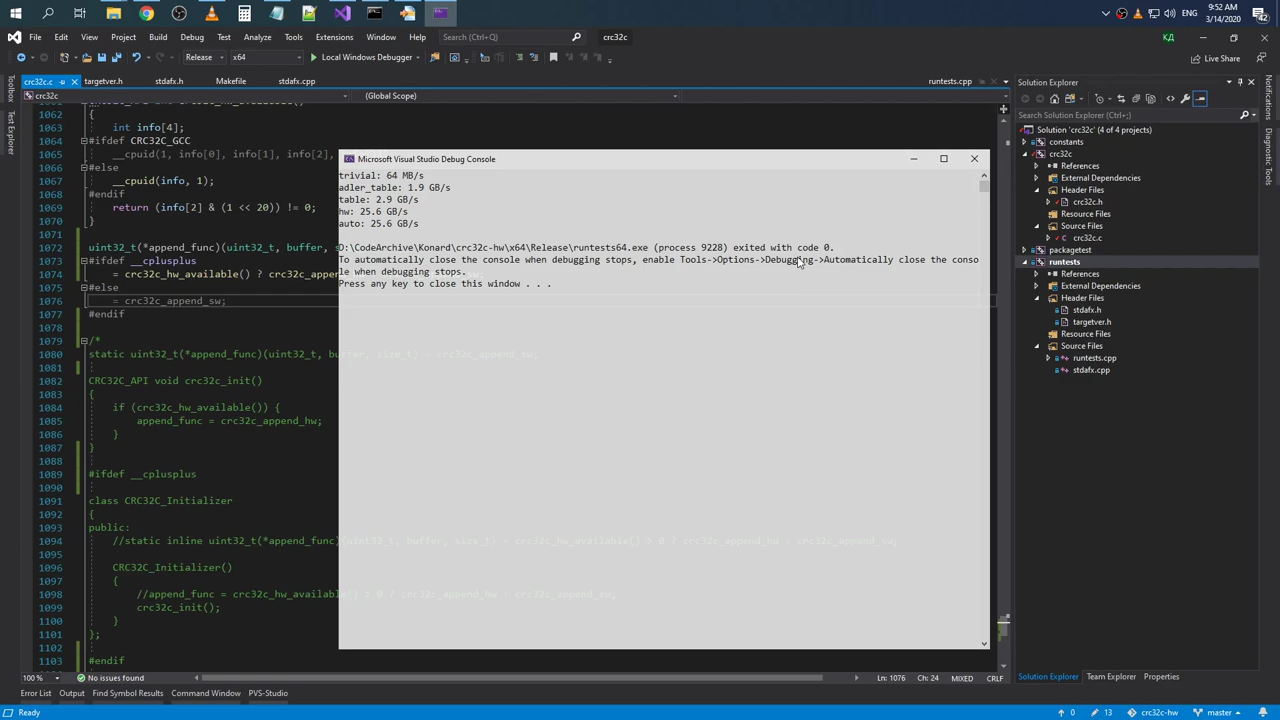 9:52 AM
ENG
3/14/2020
42
File Edit View Project Build Debug Test Analyze Tools Extensions Window Help Search (Ctrl+;) crc32c
КД
Release x64 Local Windows Debugger Live Share
crc32c.c targetver.h stdafx.h Makefile stdafx.cpp runtests.cpp
crc32c (Global Scope)
Toolbox
Test Explorer
1062 {
1063 int info[4];
1064 #ifdef CRC32C_GCC
1065 __cpuid(1, info[0], info[1], info[2],
1066 #else
1067 __cpuid(info, 1);
1068 #endif
1069 return (info[2] & (1 << 20)) != 0;
1070 }
1071
1072 uint32_t(*append_func)(uint32_t, buffer, s
1073 #ifdef __cplusplus
1074 = crc32c_hw_available() ? crc32c_append
1075 #else
1076 = crc32c_append_sw;
1077 #endif
1078
1079 /*
1080 static uint32_t(*append_func)(uint32_t, buffer, size_t) = crc32c_append_sw;
1081
1082 CRC32C_API void crc32c_init()
1083 {
1084 if (crc32c_hw_available()) {
1085 append_func = crc32c_append_hw;
1086 }
1087 }
1088
1089 #ifdef __cplusplus
1090
1091 class CRC32C_Initializer
1092 {
1093 public:
1094 //static inline uint32_t(*append_func)(uint32_t, buffer, size_t) = crc32c_hw_available() > 0 ? crc32c_append_hw : crc32c_append_sw;
1095
1096 CRC32C_Initializer()
1097 {
1098 //append_func = crc32c_hw_available() > 0 ? crc32c_append_hw : crc32c_append_sw;
1099 crc32c_init();
1100 }
1101 };
1102
1103 #endif
Microsoft Visual Studio Debug Console
trivial: 64 MB/s
adler_table: 1.9 GB/s
table: 2.9 GB/s
hw: 25.6 GB/s
auto: 25.6 GB/s
D:\CodeArchive\Konard\crc32c-hw\x64\Release\runtests64.exe (process 9228) exited with code 0.
To automatically close the console when debugging stops, enable Tools->Options->Debugging->Automatically close the conso
le when debugging stops.
Press any key to close this window . . .
Solution Explorer
Search Solution Explorer (Ctrl+;)
Solution 'crc32c' (4 of 4 projects)
constants
crc32c
References
External Dependencies
Header Files
crc32c.h
Resource Files
Source Files
crc32c.c
packagetest
runtests
References
External Dependencies
Header Files
stdafx.h
targetver.h
Resource Files
Source Files
runtests.cpp
stdafx.cpp
Solution Explorer Team Explorer Properties
Notifications
Diagnostic Tools
100 % No issues found Ln: 1076 Ch: 24 MIXED CRLF
Error List Output Find Symbol Results Command Window PVS-Studio
Ready 0 13 crc32c-hw master